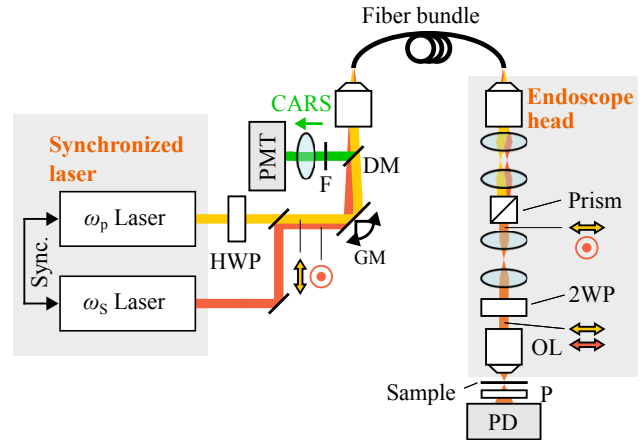 Fiber bundle
CARS
Endoscope
head
Synchronized
laser
PMT
F
DM
ωp Laser
HWP
GM
Sync.
ωS Laser
Prism
2WP
OL
Sample
P
PD